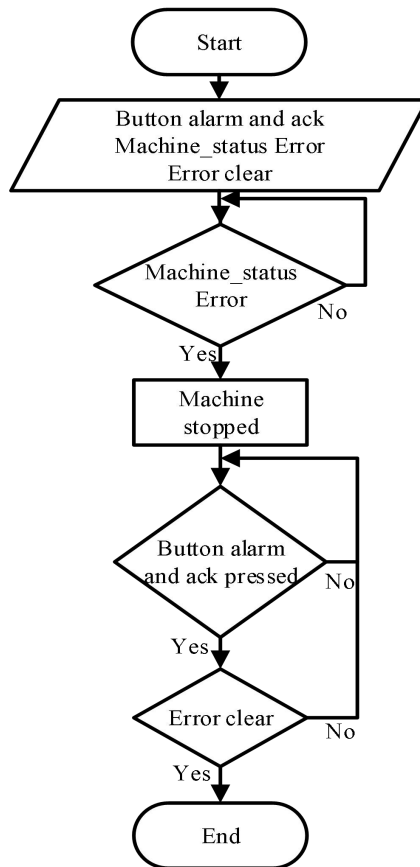 Start
Button alarm and ack
Machine_status Error
Error clear
Machine_status
Error
No
Yes
Machine
stopped
Button alarm
and ack pressed
No
Yes
Error clear
No
Yes
End